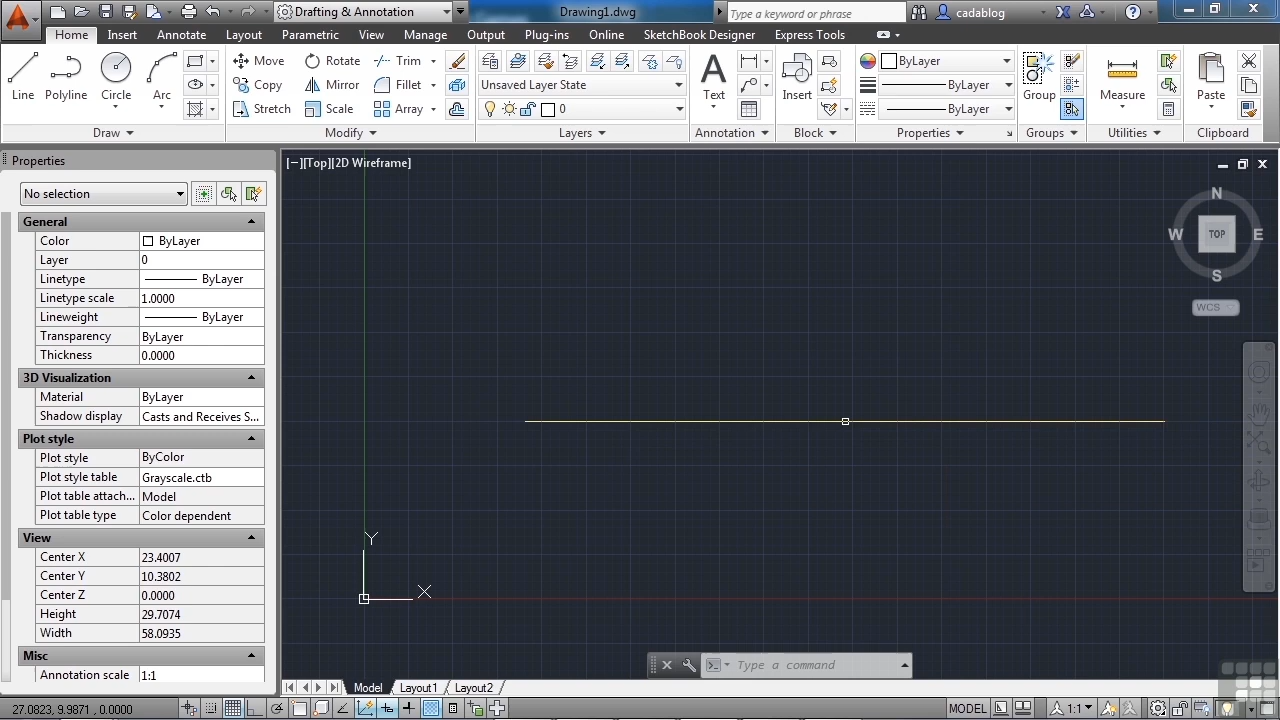 Drafting & Annotation Drawing1.dwg Type a keyword or phrase cadablog
Home Insert Annotate Layout Parametric View Manage Output Plug-ins Online SketchBook Designer Express Tools
Line Polyline Circle Arc
Move Rotate Trim
Copy Mirror Fillet
Stretch Scale Array
Unsaved Layer State
0
Text
Insert
ByLayer
ByLayer
ByLayer
Group
Measure
Paste
Draw Modify Layers Annotation Block Properties Groups Utilities Clipboard
Properties
No selection
General
Color ByLayer
Layer 0
Linetype ByLayer
Linetype scale 1.0000
Lineweight ByLayer
Transparency ByLayer
Thickness 0.0000
3D Visualization
Material ByLayer
Shadow display Casts and Receives S...
Plot style
Plot style ByColor
Plot style table Grayscale.ctb
Plot table attach... Model
Plot table type Color dependent
View
Center X 23.4007
Center Y 10.3802
Center Z 0.0000
Height 29.7074
Width 58.0935
Misc
Annotation scale 1:1
[−][Top][2D Wireframe]
N
W TOP E
S
WCS
Y
X
Type a command
Model Layout1 Layout2
27.0823, 9.9871 , 0.0000 MODEL 1:1